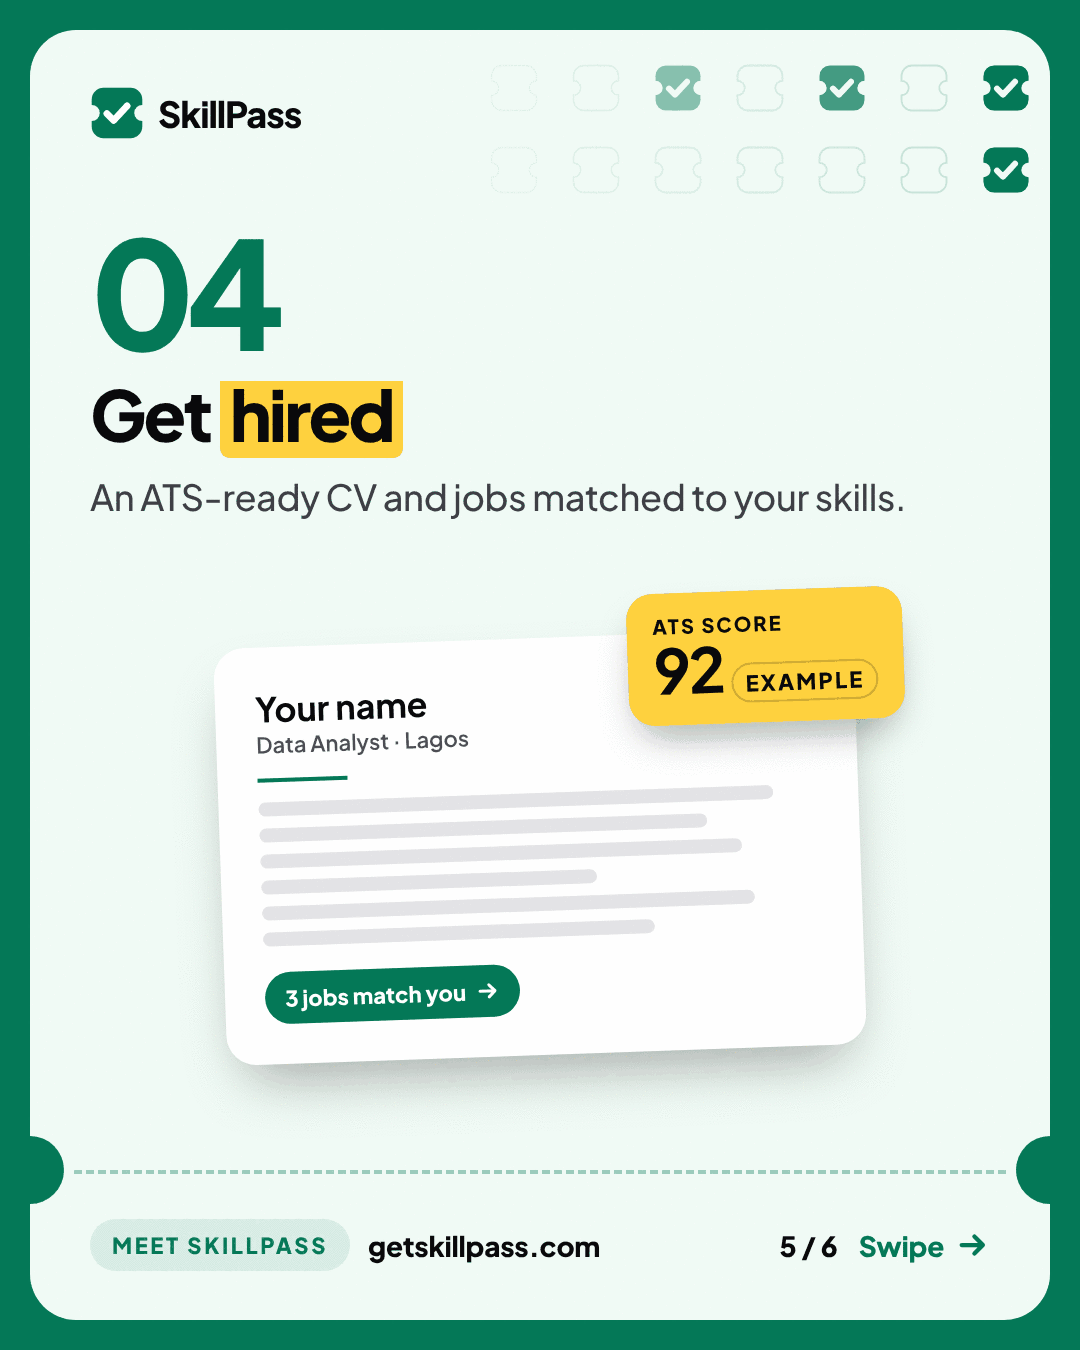 SkillPass
04
Get hired
An ATS-ready CV and jobs matched to your skills.
ATS SCORE
92 EXAMPLE
Your name
Data Analyst · Lagos
3 jobs match you →
MEET SKILLPASS getskillpass.com 5 / 6 Swipe →